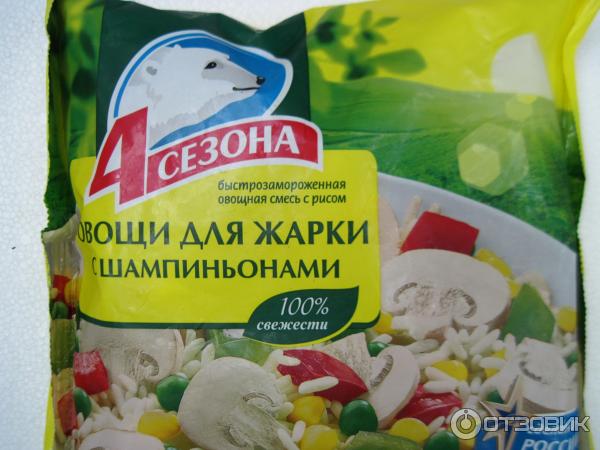 4 СЕЗОНА
быстрозамороженная
овощная смесь с рисом
ОВОЩИ ДЛЯ ЖАРКИ
С ШАМПИНЬОНАМИ
100%
свежести
ОТЗОВИК